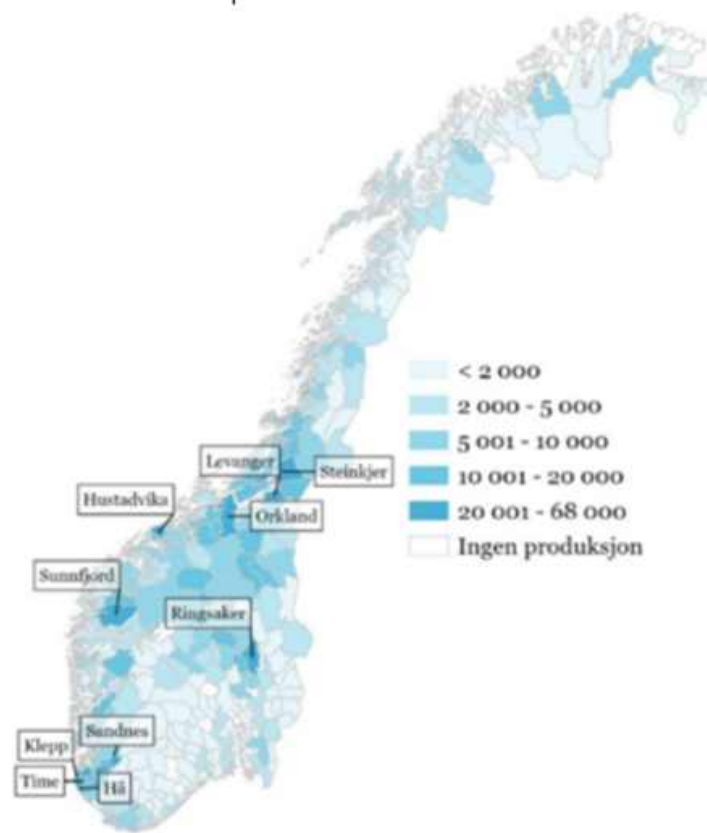 < 2 000
2 000 - 5 000
5 001 - 10 000
10 001 - 20 000
20 001 - 68 000
Ingen produksjon
Levanger
Steinkjer
Hustadvika
Orkland
Sunnfjord
Ringsaker
Sandnes
Klepp
Time
Hå